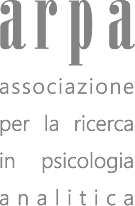 arpa
associazione
per la ricerca
in psicologia
analitica